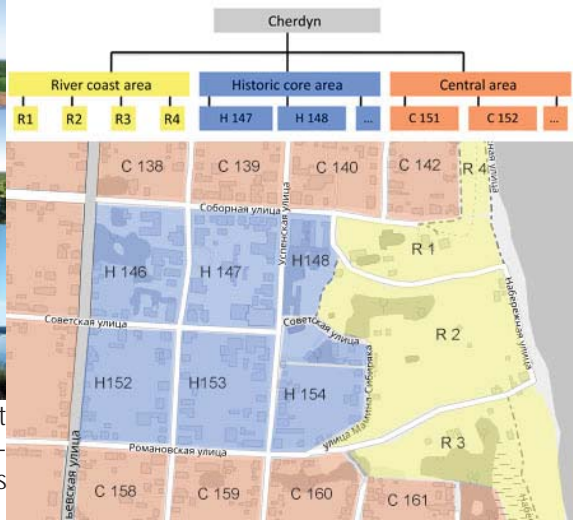 Cherdyn
River coast area Historic core area Central area
R1 R2 R3 R4 H 147 H 148 ... C 151 C 152 ...
C 138 C 139 C 140 C 142 R 4
Соборная улица
Успенская улица
H 146 H 147 H148 R 1
Набережная улица
Советская улица Советская улица
R 2
H152 H153 H 154
улица Мамина-Сибиряка
Романовская улица
R 3
C 158 C 159 C 160 C 161